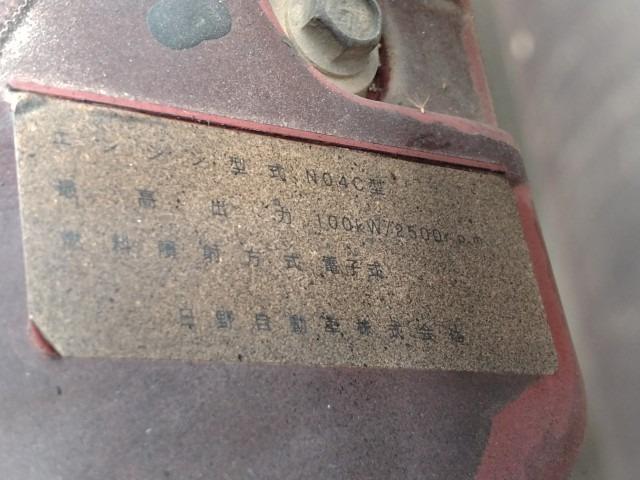 エンジン型式 N04C型
最高出力 100kW/2500r.p.m
燃料噴射方式 電子式
日野自動車株式会社